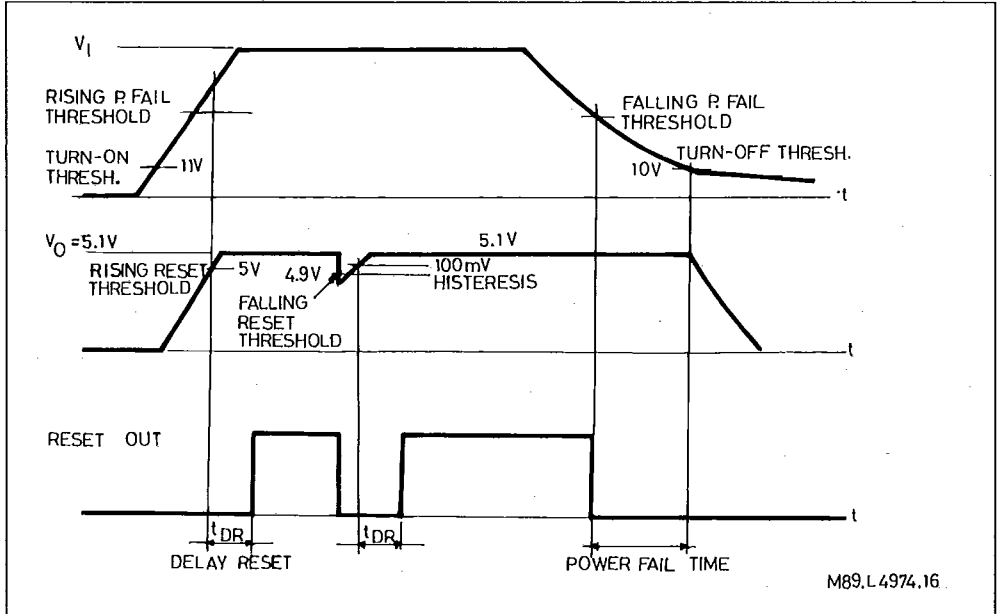 V_I
RISING P. FAIL
THRESHOLD
TURN-ON
THRESH.
11V
FALLING P. FAIL
THRESHOLD
TURN-OFF THRESH.
10V
t
V_O = 5.1V
RISING RESET
THRESHOLD
5V
4.9V
FALLING
RESET
THRESHOLD
5.1V
100mV
HISTERESIS
t
RESET OUT
t
t_DR
t_DR
DELAY RESET
POWER FAIL TIME
M89.L4974.16